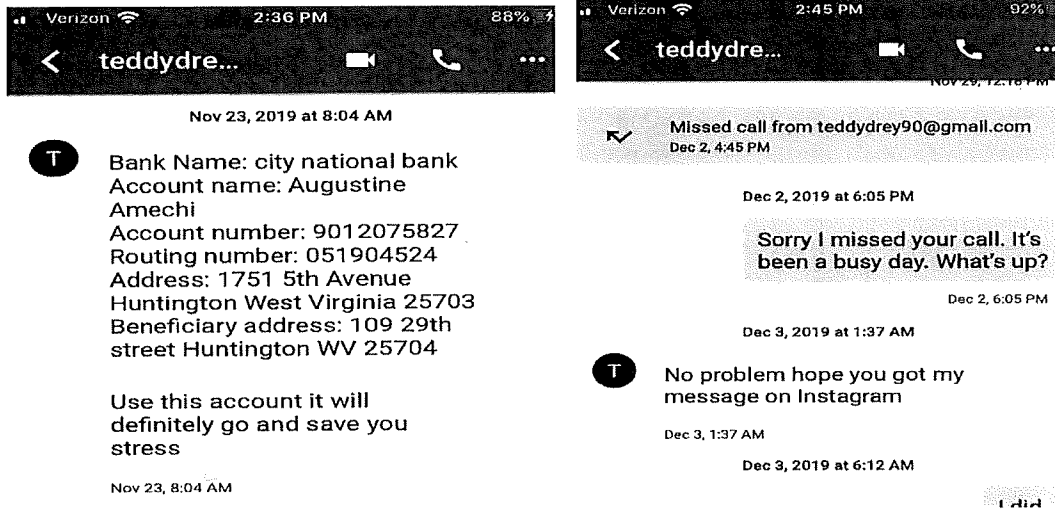 Verizon 2:36 PM 88%
teddydre...
Nov 23, 2019 at 8:04 AM
T
Bank Name: city national bank
Account name: Augustine
Amechi
Account number: 9012075827
Routing number: 051904524
Address: 1751 5th Avenue
Huntington West Virginia 25703
Beneficiary address: 109 29th
street Huntington WV 25704
Use this account it will
definitely go and save you
stress
Nov 23, 8:04 AM
Verizon 2:45 PM 92%
teddydre...
Nov 29, 12:18 PM
Missed call from teddydrey90@gmail.com
Dec 2, 4:45 PM
Dec 2, 2019 at 6:05 PM
Sorry I missed your call. It's
been a busy day. What's up?
Dec 2, 6:05 PM
Dec 3, 2019 at 1:37 AM
T
No problem hope you got my
message on Instagram
Dec 3, 1:37 AM
Dec 3, 2019 at 6:12 AM
I did